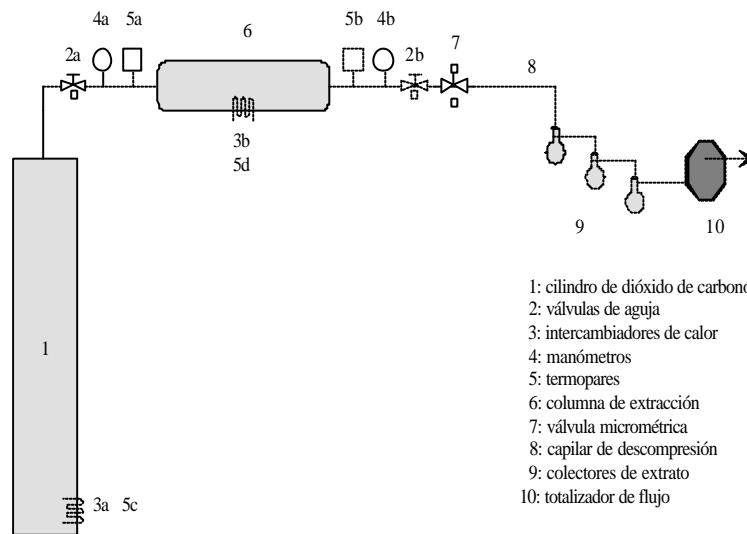 4a 5a 6 5b 4b
2a 2b 7
8
3b
5d
9 10
1: cilindro de dióxido de carbono
2: válvulas de aguja
1 3: intercambiadores de calor
4: manómetros
5: termopares
6: columna de extracción
7: válvula micrométrica
8: capilar de descompresión
3a 5c 9: colectores de extrato
10: totalizador de flujo